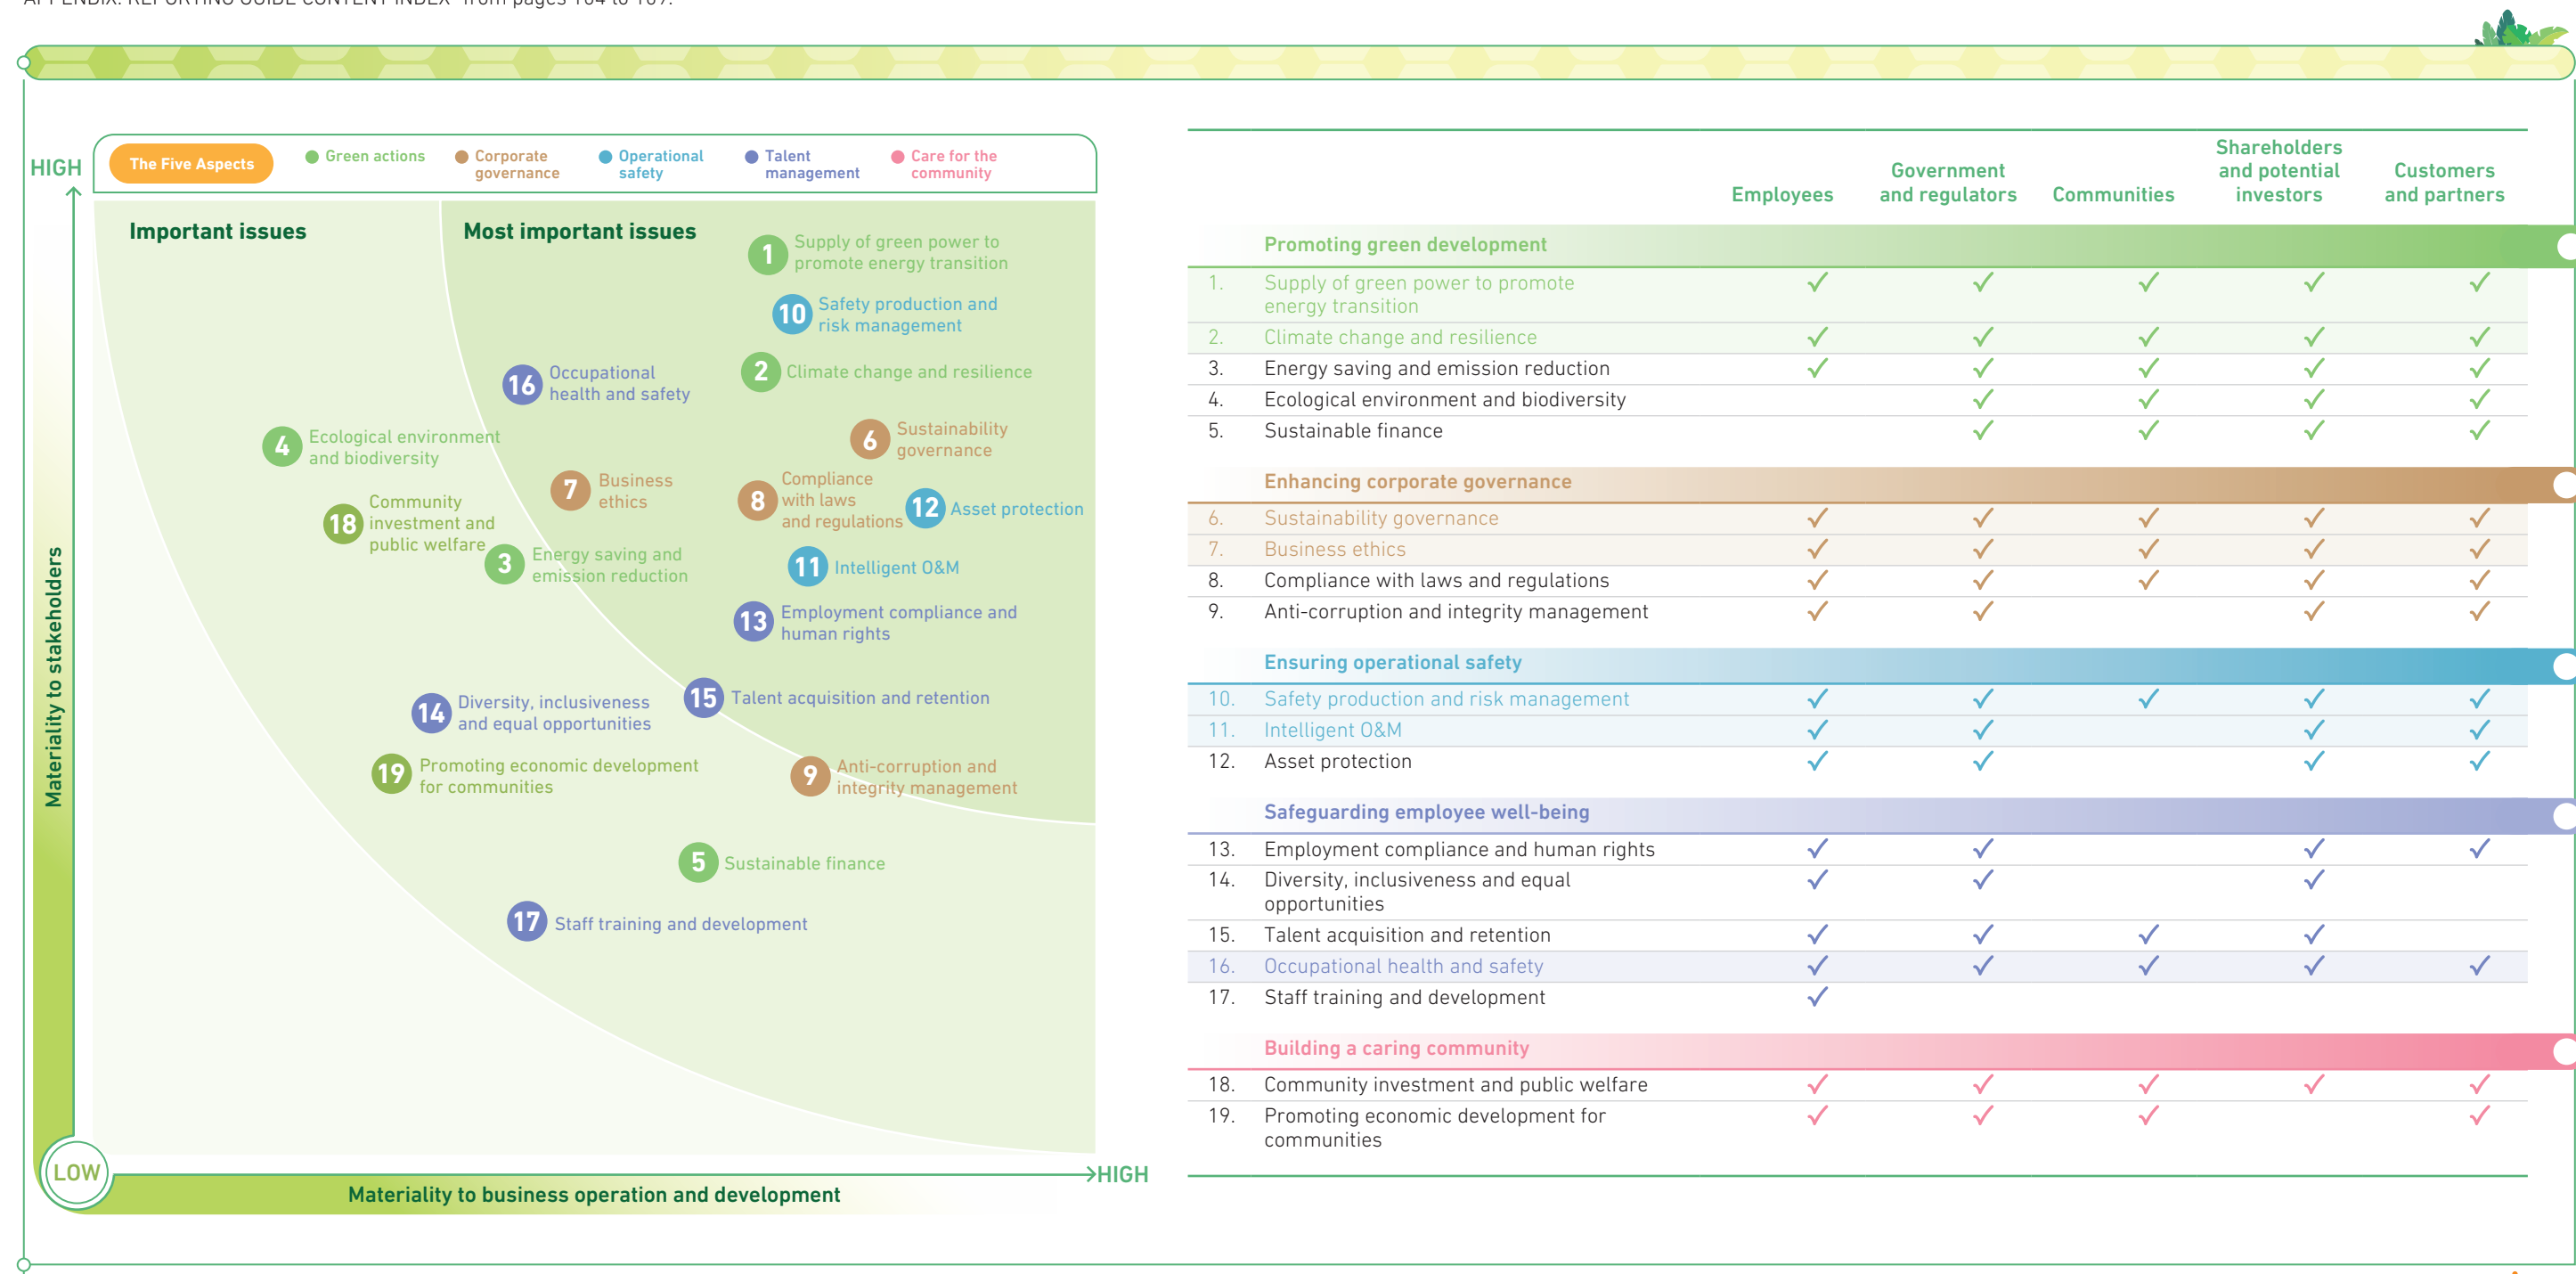 APPENDIX: REPORTING GUIDE CONTENT INDEX" from pages 164 to 169.
HIGH
The Five Aspects
Green actions
Corporate
governance
Operational
safety
Talent
management
Care for the
community
Important issues
Most important issues
1
Supply of green power to
promote energy transition
10
Safety production and
risk management
16
Occupational
health and safety
2
Climate change and resilience
4
Ecological environment
and biodiversity
6
Sustainability
governance
7
Business
ethics
8
Compliance
with laws
and regulations
12
Asset protection
18
Community
investment and
public welfare
3
Energy saving and
emission reduction
11
Intelligent O&M
13
Employment compliance and
human rights
14
Diversity, inclusiveness
and equal opportunities
15
Talent acquisition and retention
19
Promoting economic development
for communities
9
Anti-corruption and
integrity management
5
Sustainable finance
17
Staff training and development
Materiality to stakeholders
LOW
HIGH
Materiality to business operation and development
Employees
Government
and regulators
Communities
Shareholders
and potential
investors
Customers
and partners
Promoting green development
1. Supply of green power to promote
energy transition ✓ ✓ ✓ ✓ ✓
2. Climate change and resilience ✓ ✓ ✓ ✓ ✓
3. Energy saving and emission reduction ✓ ✓ ✓ ✓ ✓
4. Ecological environment and biodiversity ✓ ✓ ✓ ✓
5. Sustainable finance ✓ ✓ ✓ ✓
Enhancing corporate governance
6. Sustainability governance ✓ ✓ ✓ ✓ ✓
7. Business ethics ✓ ✓ ✓ ✓ ✓
8. Compliance with laws and regulations ✓ ✓ ✓ ✓ ✓
9. Anti-corruption and integrity management ✓ ✓ ✓ ✓
Ensuring operational safety
10. Safety production and risk management ✓ ✓ ✓ ✓ ✓
11. Intelligent O&M ✓ ✓ ✓ ✓
12. Asset protection ✓ ✓ ✓ ✓
Safeguarding employee well-being
13. Employment compliance and human rights ✓ ✓ ✓ ✓
14. Diversity, inclusiveness and equal
opportunities ✓ ✓ ✓
15. Talent acquisition and retention ✓ ✓ ✓ ✓
16. Occupational health and safety ✓ ✓ ✓ ✓ ✓
17. Staff training and development ✓
Building a caring community
18. Community investment and public welfare ✓ ✓ ✓ ✓ ✓
19. Promoting economic development for
communities ✓ ✓ ✓ ✓